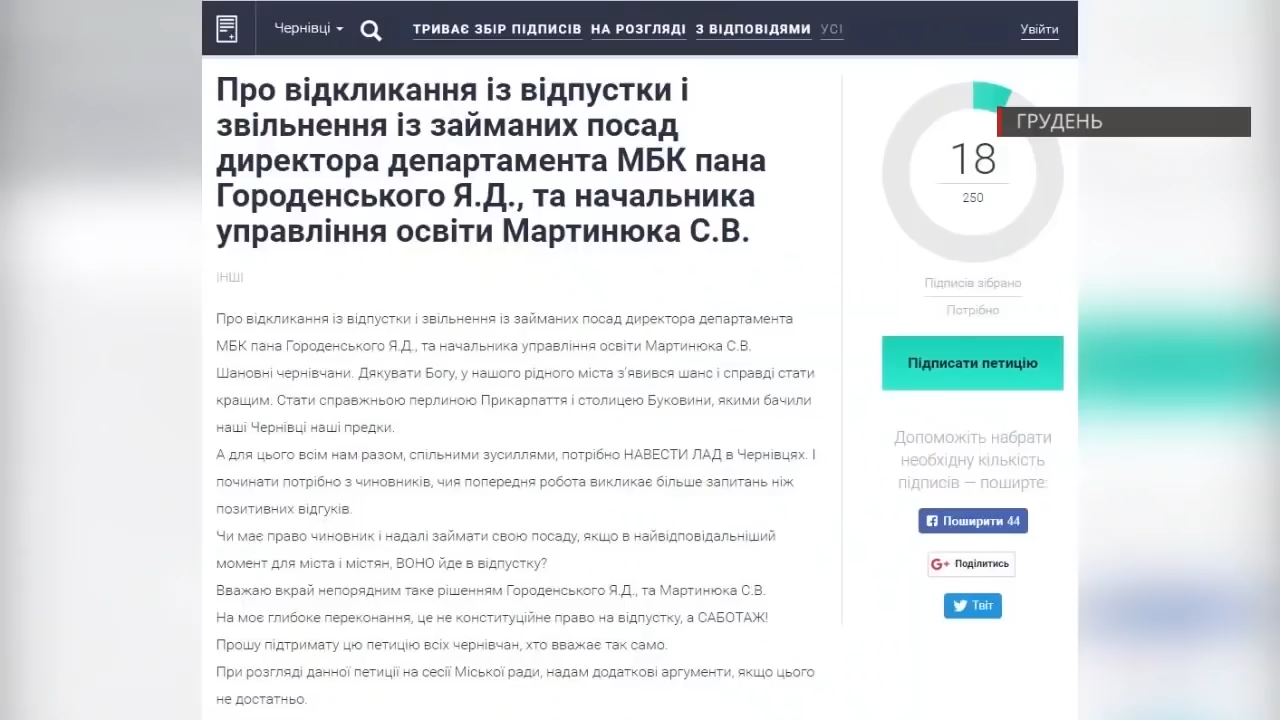 Чернівці
ТРИВАЄ ЗБІР ПІДПИСІВ НА РОЗГЛЯДІ З ВІДПОВІДЯМИ УСІ
Увійти
Про відкликання із відпустки і
звільнення із займаних посад
директора департамента МБК пана
Городенського Я.Д., та начальника
управління освіти Мартинюка С.В.
ІНШІ
Про відкликання із відпустки і звільнення із займаних посад директора департамента
МБК пана Городенського Я.Д., та начальника управління освіти Мартинюка С.В.
Шановні чернівчани. Дякувати Богу, у нашого рідного міста з'явився шанс і справді стати
кращим. Стати справжньою перлиною Прикарпаття і столицею Буковини, якими бачили
наші Чернівці наші предки.
А для цього всім нам разом, спільними зусиллями, потрібно НАВЕСТИ ЛАД в Чернівцях. І
починати потрібно з чиновників, чия попередня робота викликає більше запитань ніж
позитивних відгуків.
Чи має право чиновник і надалі займати свою посаду, якщо в найвідповідальніший
момент для міста і містян, ВОНО йде в відпустку?
Вважаю вкрай непорядним таке рішенням Городенського Я.Д., та Мартинюка С.В.
На моє глибоке переконання, це не конституційне право на відпустку, а САБОТАЖ!
Прошу підтримату цю петицію всіх чернівчан, хто вважає так само.
При розгляді данної петиції на сесії Міської ради, надам додаткові аргументи, якщо цього
не достатньо.
ГРУДЕНЬ
18
250
Підписів зібрано
Потрібно
Підписати петицію
Допоможіть набрати
необхідну кількість
підписів — поширте:
Поширити 44
G+ Поділитись
Твіт